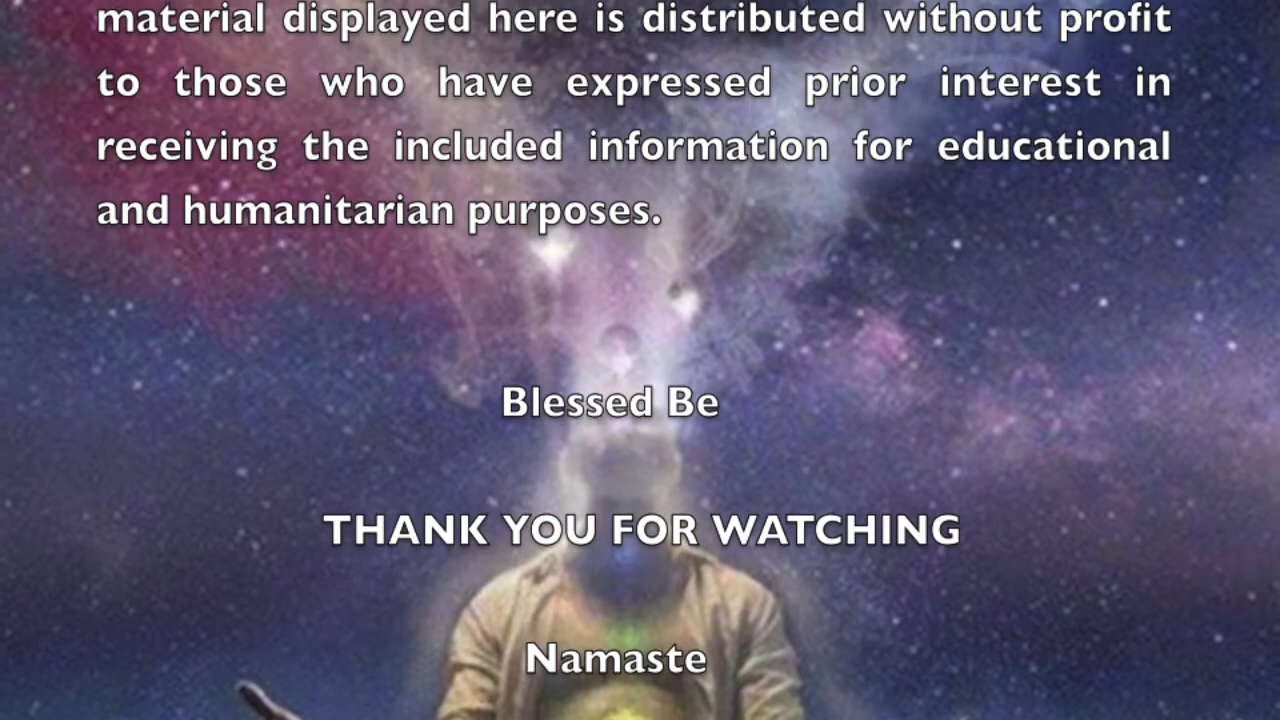 material displayed here is distributed without profit
to those who have expressed prior interest in
receiving the included information for educational
and humanitarian purposes.
Blessed Be
THANK YOU FOR WATCHING
Namaste